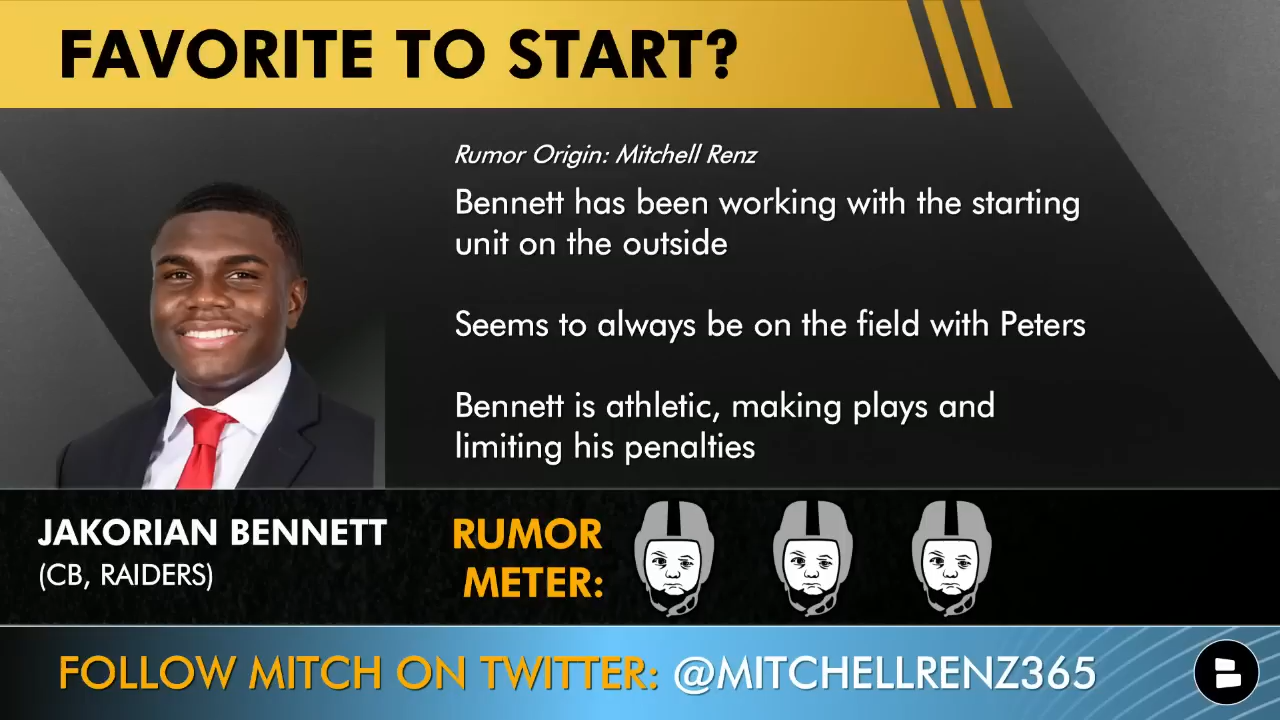 FAVORITE TO START?
Rumor Origin: Mitchell Renz
Bennett has been working with the starting
unit on the outside
Seems to always be on the field with Peters
Bennett is athletic, making plays and
limiting his penalties
JAKORIAN BENNETT
(CB, RAIDERS)
RUMOR
METER:
FOLLOW MITCH ON TWITTER: @MITCHELLRENZ365